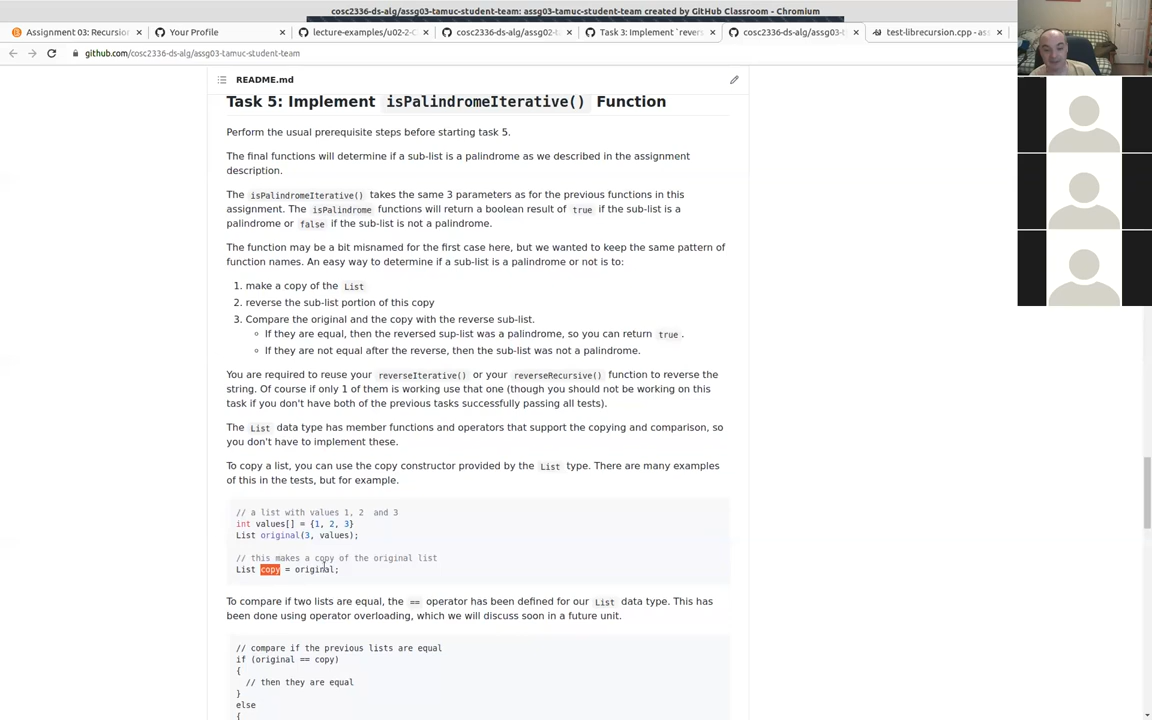 cosc2336-ds-alg/assg03-tamuc-student-team: assg03-tamuc-student-team created by GitHub Classroom - Chromium
Assignment 03: Recursio
Your Profile
lecture-examples/u02-2-C
cosc2336-ds-alg/assg02-t
Task 3: Implement `rever
cosc2336-ds-alg/assg03-t
test-librecursion.cpp - ass
github.com/cosc2336-ds-alg/assg03-tamuc-student-team
README.md
Task 5: Implement isPalindromeIterative() Function
Perform the usual prerequisite steps before starting task 5.
The final functions will determine if a sub-list is a palindrome as we described in the assignment
description.
The isPalindromeIterative() takes the same 3 parameters as for the previous functions in this
assignment. The isPalindrome functions will return a boolean result of true if the sub-list is a
palindrome or false if the sub-list is not a palindrome.
The function may be a bit misnamed for the first case here, but we wanted to keep the same pattern of
function names. An easy way to determine if a sub-list is a palindrome or not is to:
1. make a copy of the List
2. reverse the sub-list portion of this copy
3. Compare the original and the copy with the reverse sub-list.
◦ If they are equal, then the reversed sup-list was a palindrome, so you can return true.
◦ If they are not equal after the reverse, then the sub-list was not a palindrome.
You are required to reuse your reverseIterative() or your reverseRecursive() function to reverse the
string. Of course if only 1 of them is working use that one (though you should not be working on this
task if you don't have both of the previous tasks successfully passing all tests).
The List data type has member functions and operators that support the copying and comparison, so
you don't have to implement these.
To copy a list, you can use the copy constructor provided by the List type. There are many examples
of this in the tests, but for example.
// a list with values 1, 2  and 3
int values[] = {1, 2, 3}
List original(3, values);
// this makes a copy of the original list
List copy = original;
To compare if two lists are equal, the == operator has been defined for our List data type. This has
been done using operator overloading, which we will discuss soon in a future unit.
// compare if the previous lists are equal
if (original == copy)
{
// then they are equal
}
else
{